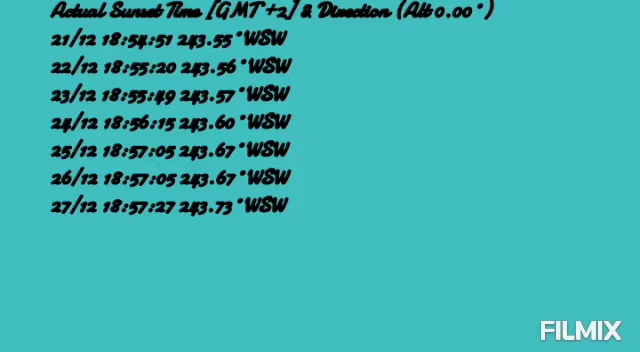 Actual Sunset Time [GMT+2] & Direction (Alt 0.00°)
21/12 18:54:51 243.55°WSW
22/12 18:55:20 243.56°WSW
23/12 18:55:49 243.57°WSW
24/12 18:56:15 243.60°WSW
25/12 18:57:05 243.67°WSW
26/12 18:57:05 243.67°WSW
27/12 18:57:27 243.73°WSW
FILMIX